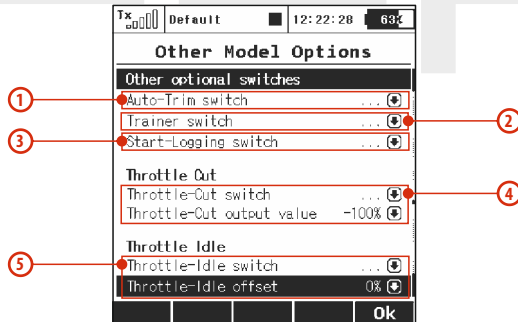 Tx Default 12:22:28 63%
Other Model Options
Other optional switches
1 Auto-Trim switch ...
Trainer switch ... 2
3 Start-Logging switch ...
Throttle Cut
Throttle-Cut switch ... 4
Throttle-Cut output value -100%
Throttle Idle
5 Throttle-Idle switch ...
Throttle-Idle offset 0%
Ok